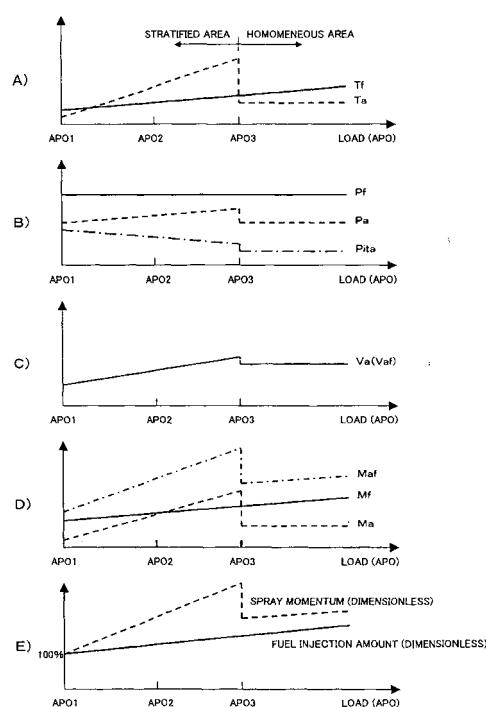 STRATIFIED AREA HOMOMENEOUS AREA
A)
Tf
Ta
APO1 APO2 APO3 LOAD (APO)
B)
Pf
Pa
Pita
APO1 APO2 APO3 LOAD (APO)
C)
Va(Vaf)
APO1 APO2 APO3 LOAD (APO)
D)
Maf
Mf
Ma
APO1 APO2 APO3 LOAD (APO)
E)
SPRAY MOMENTUM (DIMENSIONLESS)
FUEL INJECTION AMOUNT (DIMENSIONLESS)
100%
APO1 APO2 APO3 LOAD (APO)